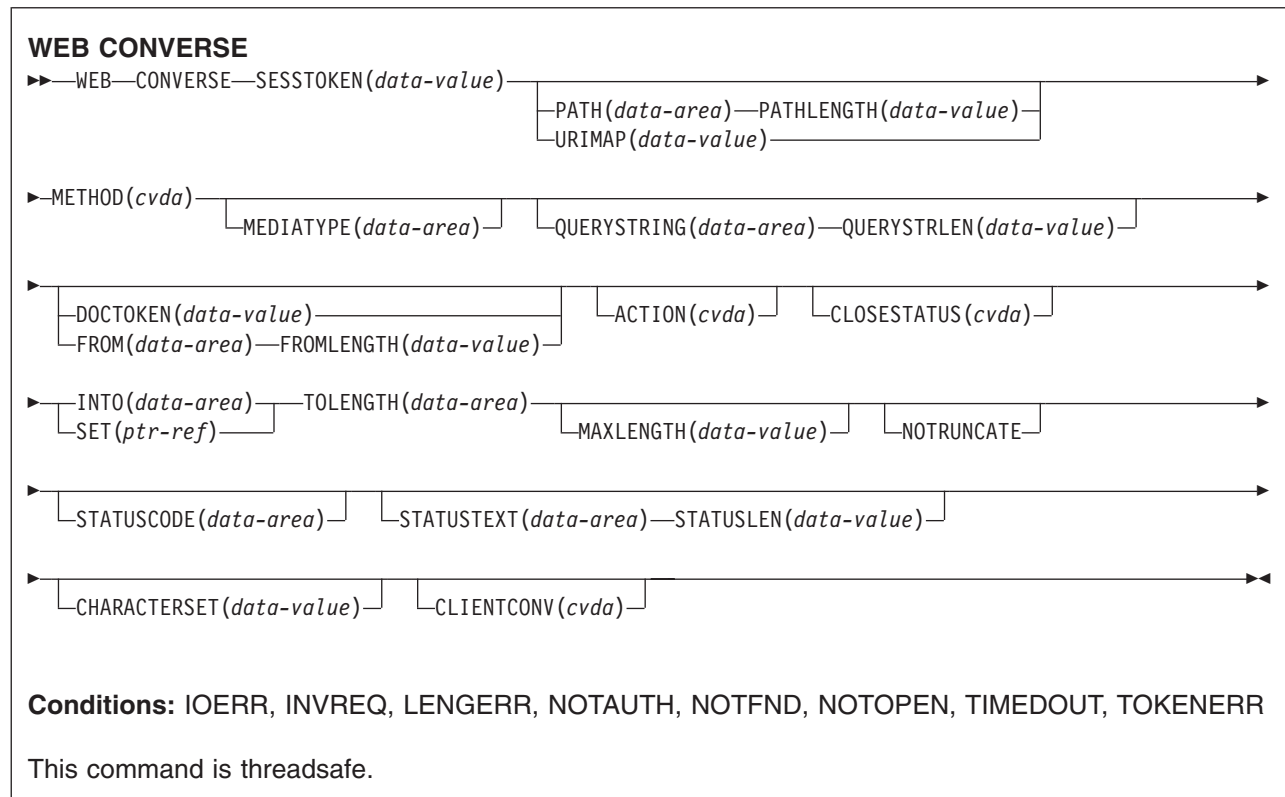 WEB CONVERSE
WEB CONVERSE SESSTOKEN(data-value)
PATH(data-area) PATHLENGTH(data-value)
URIMAP(data-value)
METHOD(cvda)
MEDIATYPE(data-area) QUERYSTRING(data-area) QUERYSTRLEN(data-value)
DOCTOKEN(data-value) ACTION(cvda) CLOSESTATUS(cvda)
FROM(data-area) FROMLENGTH(data-value)
INTO(data-area) TOLENGTH(data-area)
SET(ptr-ref) MAXLENGTH(data-value) NOTRUNCATE
STATUSCODE(data-area) STATUSTEXT(data-area) STATUSLEN(data-value)
CHARACTERSET(data-value) CLIENTCONV(cvda)
Conditions: IOERR, INVREQ, LENGERR, NOTAUTH, NOTFND, NOTOPEN, TIMEDOUT, TOKENERR
This command is threadsafe.